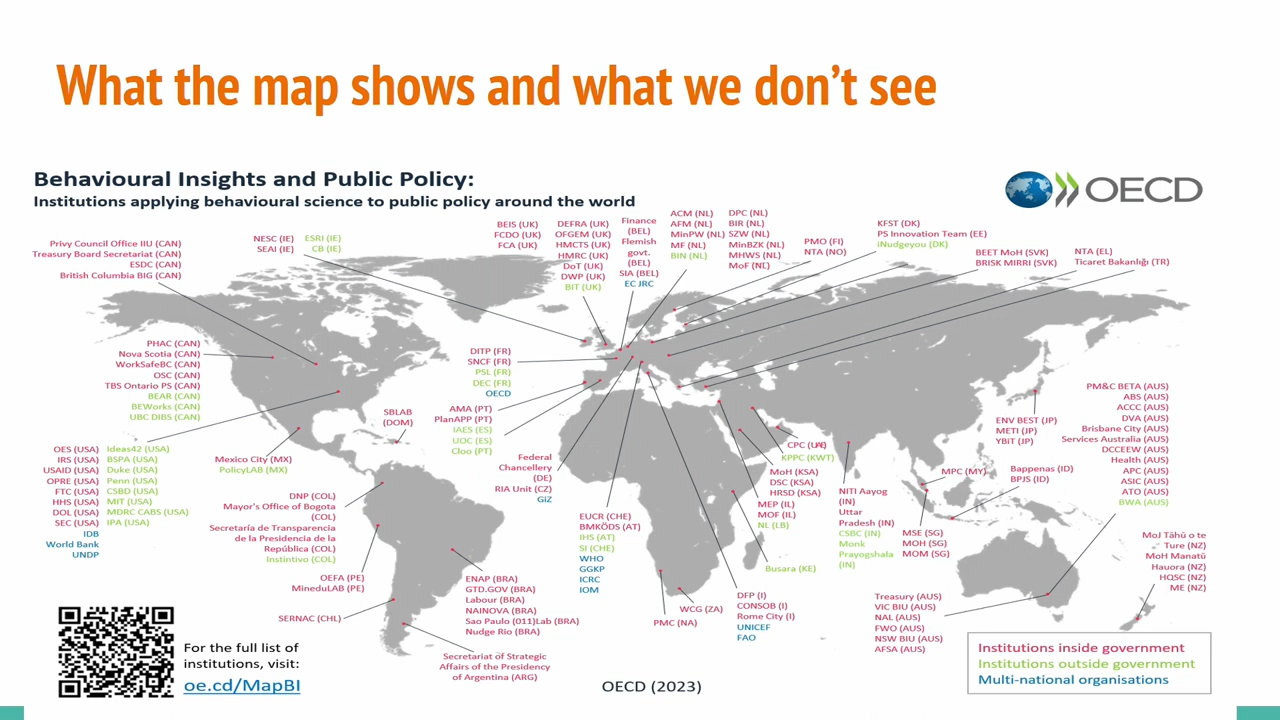 What the map shows and what we don't see
Behavioural Insights and Public Policy:
Institutions applying behavioural science to public policy around the world
OECD
Privy Council Office IIU (CAN)
Treasury Board Secretariat (CAN)
ESDC (CAN)
British Columbia BIG (CAN)
NESC (IE)
SEAI (IE)
ESRI (IE)
CB (IE)
BEIS (UK)
FCDO (UK)
FCA (UK)
DEFRA (UK)
OFGEM (UK)
HMCTS (UK)
HMRC (UK)
DoT (UK)
DWP (UK)
BIT (UK)
Finance
(BEL)
Flemish
govt.
(BEL)
SIA (BEL)
EC JRC
ACM (NL)
AFM (NL)
MinPW (NL)
MF (NL)
BIN (NL)
DPC (NL)
BIR (NL)
SZW (NL)
MinBZK (NL)
MHWS (NL)
MoF (NL)
PMO (FI)
NTA (NO)
KFST (DK)
PS Innovation Team (EE)
iNudgeyou (DK)
BEET MoH (SVK)
BRISK MIRRI (SVK)
NTA (EL)
Ticaret Bakanlığı (TR)
PHAC (CAN)
Nova Scotia (CAN)
WorkSafeBC (CAN)
OSC (CAN)
TBS Ontario PS (CAN)
BEAR (CAN)
BEWorks (CAN)
UBC DIBS (CAN)
DITP (FR)
SNCF (FR)
PSL (FR)
DEC (FR)
OECD
SBLAB
(DOM)
AMA (PT)
PlanAPP (PT)
IAES (ES)
UOC (ES)
Cloo (PT)
OES (USA)
IRS (USA)
USAID (USA)
OPRE (USA)
FTC (USA)
HHS (USA)
DOL (USA)
SEC (USA)
IDB
World Bank
UNDP
Ideas42 (USA)
BSPA (USA)
Duke (USA)
Penn (USA)
CSBD (USA)
MIT (USA)
MDRC CABS (USA)
IPA (USA)
Mexico City (MX)
PolicyLAB (MX)
Federal
Chancellery
(DE)
RIA Unit (CZ)
GIZ
DNP (COL)
Mayor's Office of Bogota
(COL)
Secretaría de Transparencia
de la Presidencia de la
República (COL)
Instintivo (COL)
OEFA (PE)
MineduLAB (PE)
SERNAC (CHL)
ENAP (BRA)
GTD.GOV (BRA)
Labour (BRA)
NAINOVA (BRA)
Sao Paulo (011)Lab (BRA)
Nudge Rio (BRA)
Secretariat of Strategic
Affairs of the Presidency
of Argentina (ARG)
EUCR (CHE)
BMKÖDS (AT)
IHS (AT)
SI (CHE)
WHO
GGKP
ICRC
IOM
PMC (NA)
WCG (ZA)
DFP (I)
CONSOB (I)
Rome City (I)
UNICEF
FAO
Busara (KE)
CPC
KPPC (KWT)
MoH (KSA)
DSC (KSA)
HRSD (KSA)
MEP (IL)
MOF (IL)
NL (LB)
NITI Aayog
(IN)
Uttar
Pradesh (IN)
CSBC (IN)
Monk
Prayogshala
(IN)
MPC (MY)
MSE (SG)
MOH (SG)
MOM (SG)
Bappenas (ID)
BPJS (ID)
ENV BEST (JP)
METI (JP)
YBiT (JP)
PM&C BETA (AUS)
ABS (AUS)
ACCC (AUS)
DVA (AUS)
Brisbane City (AUS)
Services Australia (AUS)
DCCEEW (AUS)
Health (AUS)
APC (AUS)
ASIC (AUS)
ATO (AUS)
BWA (AUS)
Treasury (AUS)
VIC BIU (AUS)
NAL (AUS)
FWO (AUS)
NSW BIU (AUS)
AFSA (AUS)
MoJ Tāhū o te
Ture (NZ)
MoH Manatū
Hauora (NZ)
HQSC (NZ)
ME (NZ)
For the full list of
institutions, visit:
oe.cd/MapBI
OECD (2023)
Institutions inside government
Institutions outside government
Multi-national organisations